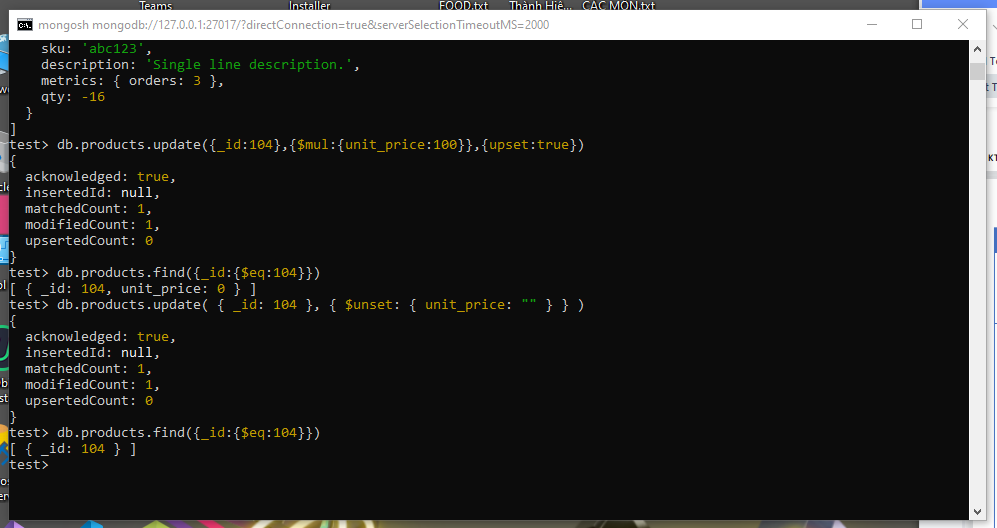 Teams
Installer
FOOD.txt
Thành Hiê...
CAC MON.txt
mongosh mongodb://127.0.0.1:27017/?directConnection=true&serverSelectionTimeoutMS=2000
    sku: 'abc123',
    description: 'Single line description.',
    metrics: { orders: 3 },
    qty: -16
  }
]
test> db.products.update({_id:104},{$mul:{unit_price:100}},{upset:true})
{
  acknowledged: true,
  insertedId: null,
  matchedCount: 1,
  modifiedCount: 1,
  upsertedCount: 0
}
test> db.products.find({_id:{$eq:104}})
[ { _id: 104, unit_price: 0 } ]
test> db.products.update( { _id: 104 }, { $unset: { unit_price: "" } } )
{
  acknowledged: true,
  insertedId: null,
  matchedCount: 1,
  modifiedCount: 1,
  upsertedCount: 0
}
test> db.products.find({_id:{$eq:104}})
[ { _id: 104 } ]
test>